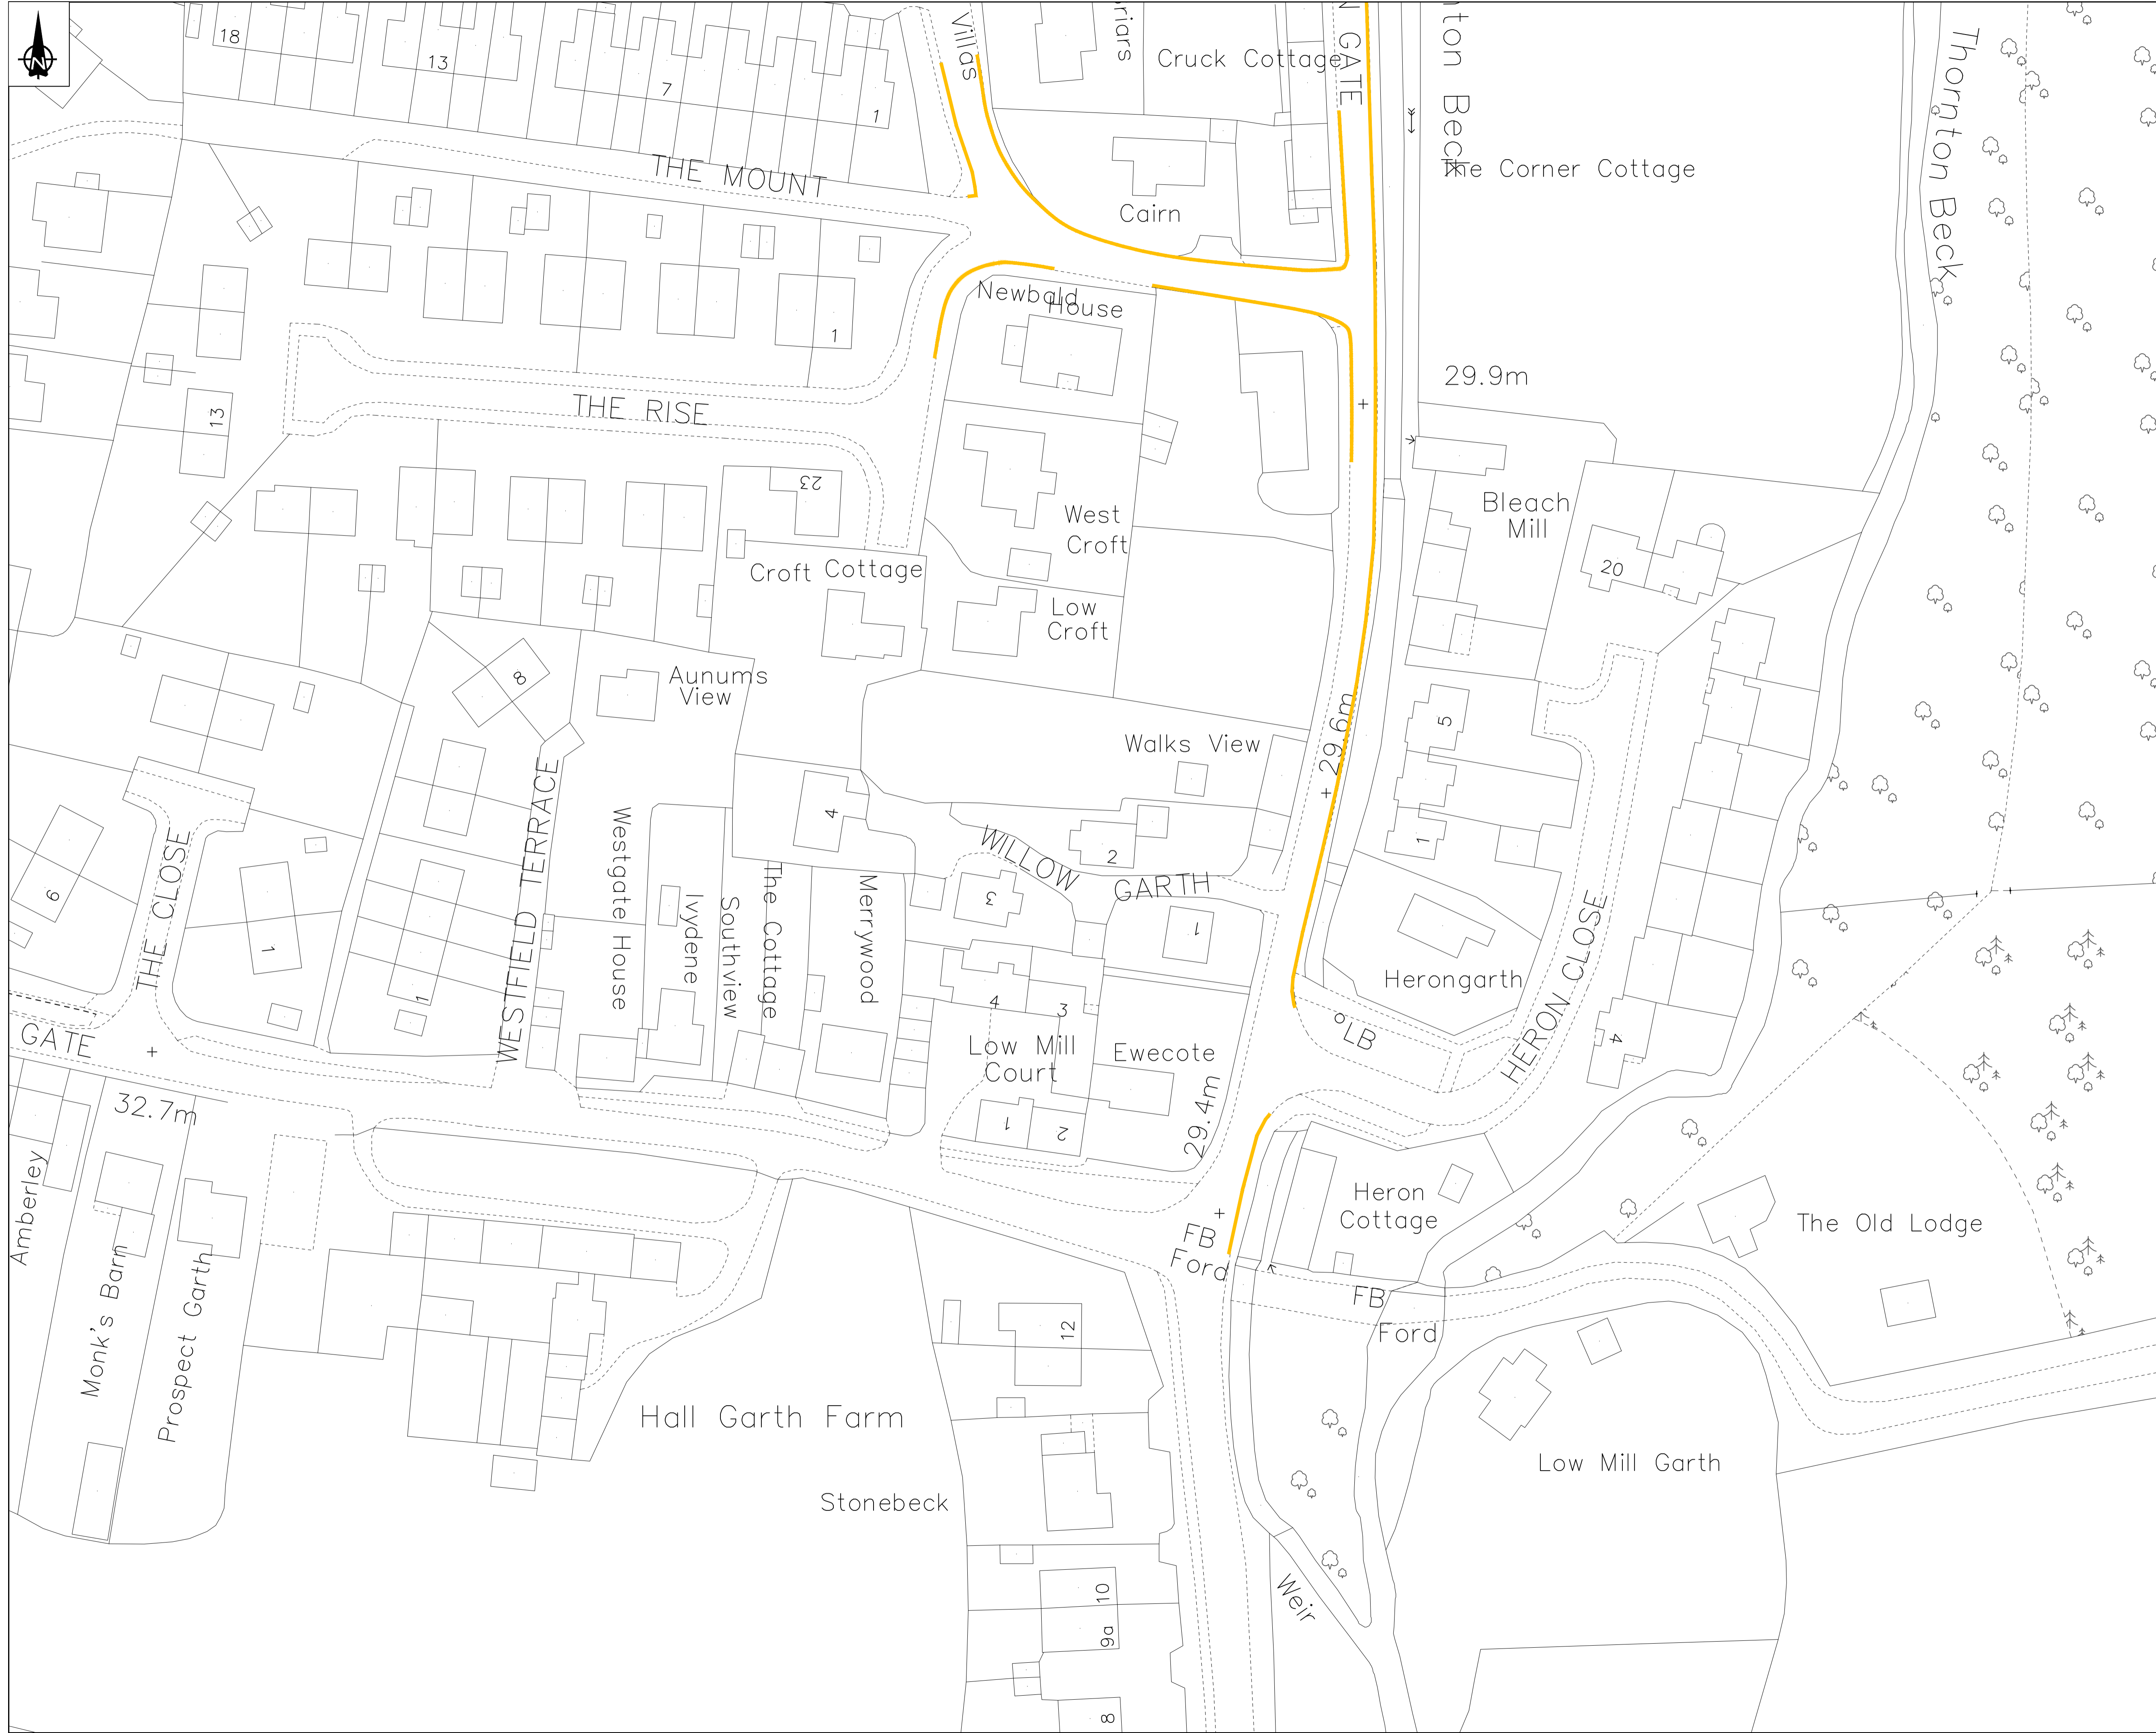 N
18
13
7
1
Villas
Cruck Cottage
N GATE
nton Beck
The Corner Cottage
Thornton Beck
THE MOUNT
Cairn
Newbald
House
1
29.9m
THE RISE
13
23
West
Croft
Bleach
Mill
20
Croft Cottage
Low
Croft
Aunums
View
8
29.6m
5
Walks View
WESTFIELD TERRACE
4
2
WILLOW GARTH
1
THE CLOSE
6
1
1
Westgate House
Ivydene
Southview
The Cottage
Merrywood
3
1
Herongarth
HERON CLOSE
4
3
Low Mill
Court
Ewecote
LB
4
GATE
32.7m
1
2
29.4m
Amberley
Monk's Barn
Prospect Garth
FB
Ford
Heron
Cottage
The Old Lodge
FB
Ford
12
Hall Garth Farm
Low Mill Garth
Stonebeck
10
9a
Weir
8